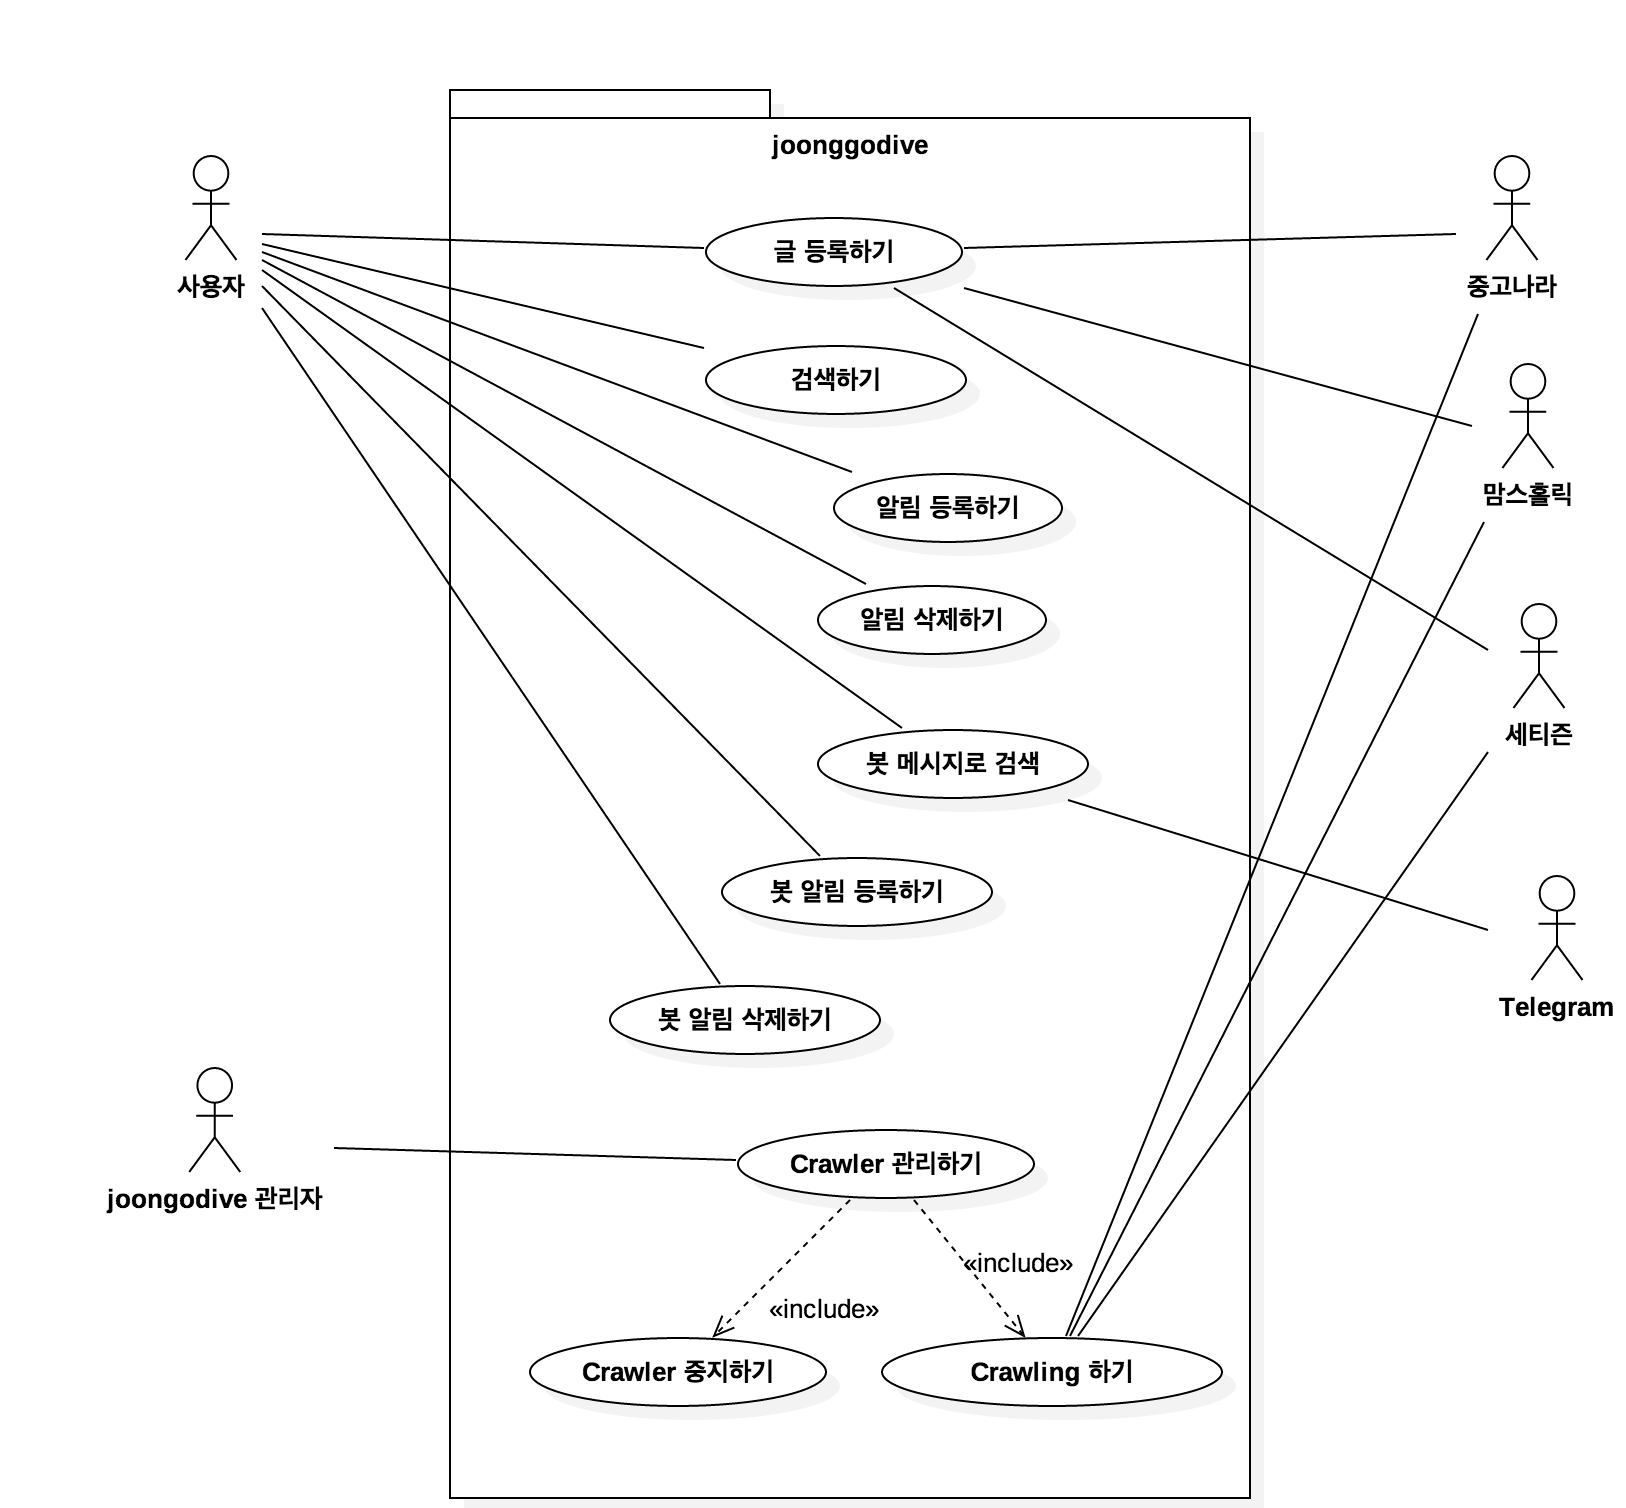 joonggodive
사용자
글 등록하기
중고나라
검색하기
맘스홀릭
알림 등록하기
알림 삭제하기
세티즌
봇 메시지로 검색
봇 알림 등록하기
Telegram
봇 알림 삭제하기
Crawler 관리하기
joongodive 관리자
«include»
«include»
Crawler 중지하기
Crawling 하기